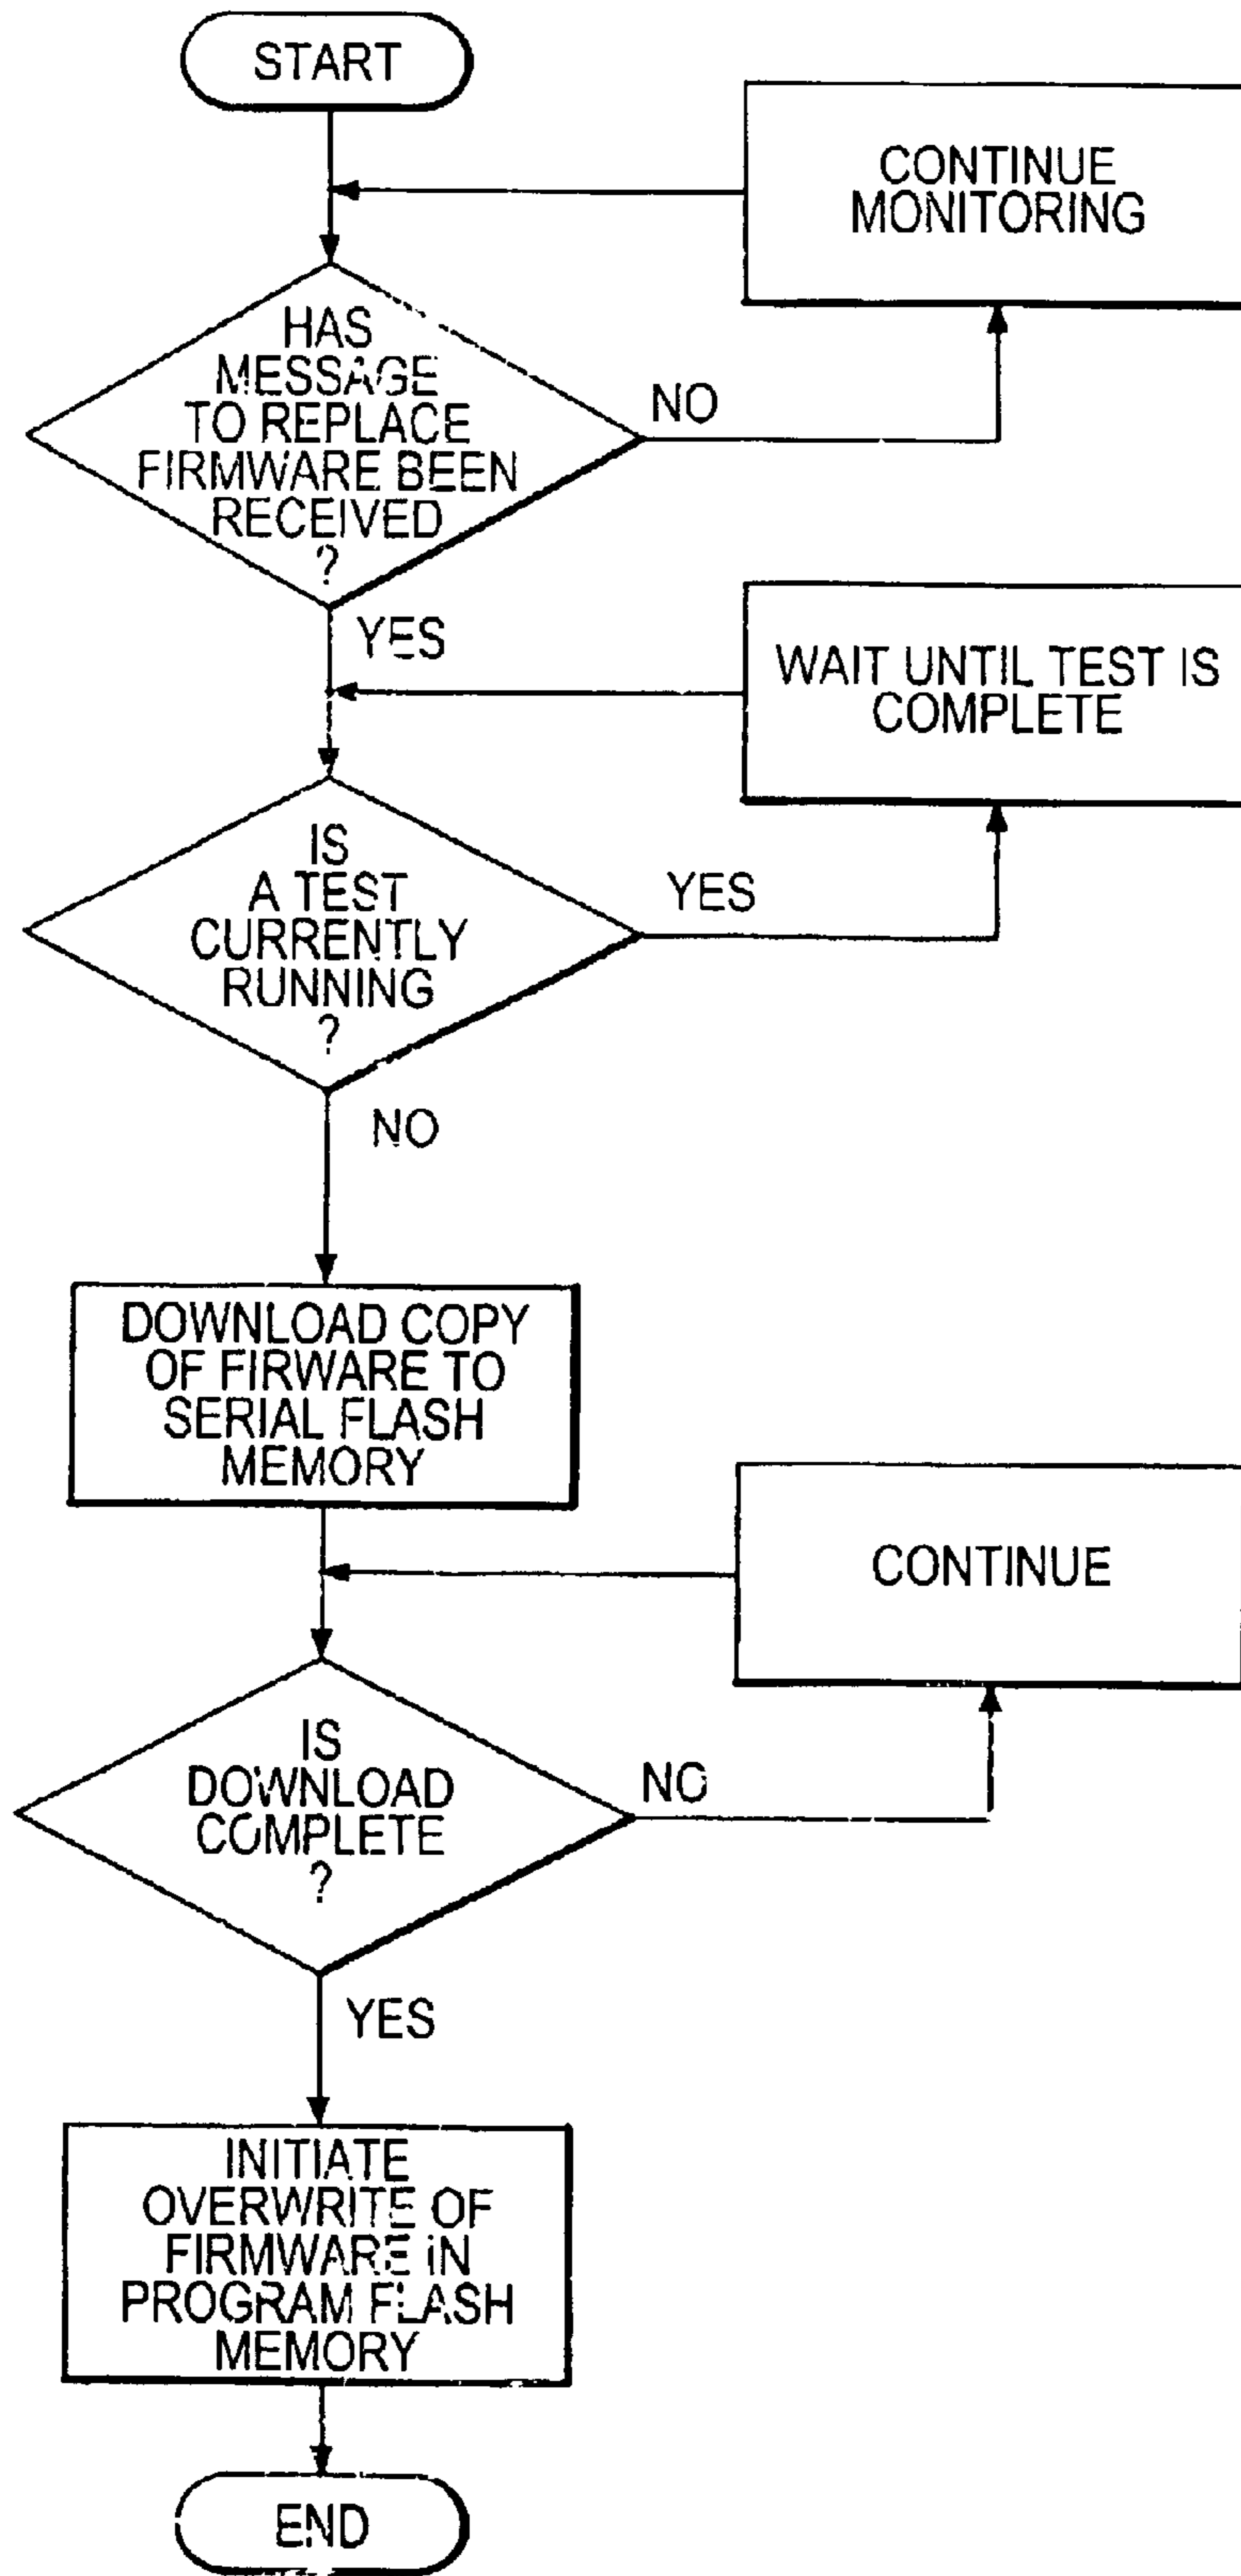 START
CONTINUE
MONITORING
HAS
MESSAGE
TO REPLACE
FIRMWARE BEEN
RECEIVED
?
NO
YES
WAIT UNTIL TEST IS
COMPLETE
IS
A TEST
CURRENTLY
RUNNING
?
YES
NO
DOWNLOAD COPY
OF FIRWARE TO
SERIAL FLASH
MEMORY
CONTINUE
IS
DOWNLOAD
COMPLETE
?
NO
YES
INITIATE
OVERWRITE OF
FIRMWARE IN
PROGRAM FLASH
MEMORY
END